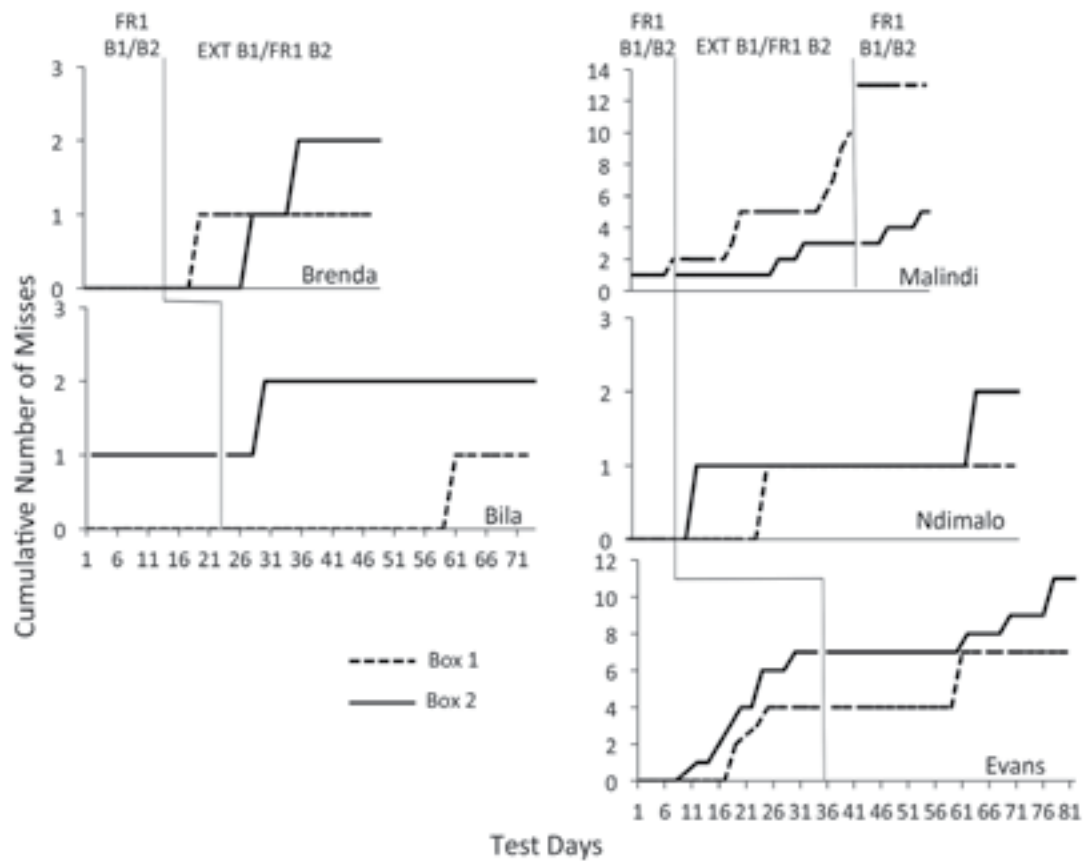 FR1
B1/B2
EXT B1/FR1 B2
3
2
1
0
Brenda
3
2
1
0
Bila
1 6 11 16 21 26 31 36 41 46 51 56 61 66 71
Cumulative Number of Misses
Box 1
Box 2
FR1
B1/B2
EXT B1/FR1 B2
FR1
B1/B2
14
12
10
8
6
4
2
0
Malindi
3
2
1
0
Ndimalo
12
10
8
6
4
2
0
Evans
1 6 11 16 21 26 31 36 41 46 51 56 61 66 71 76 81
Test Days